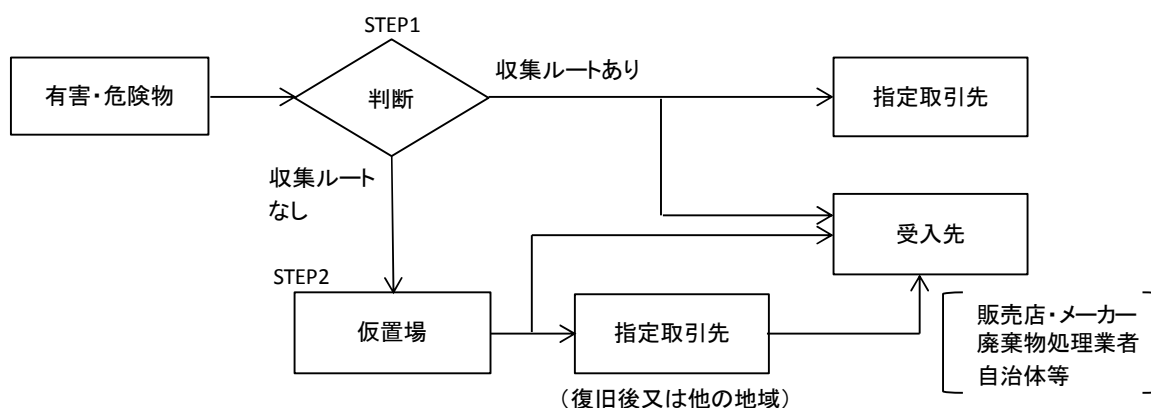 STEP1
有害・危険物
判断
収集ルートあり
指定取引先
収集ルート
なし
受入先
STEP2
仮置場
指定取引先
(復旧後又は他の地域)
販売店・メーカー
廃棄物処理業者
自治体等